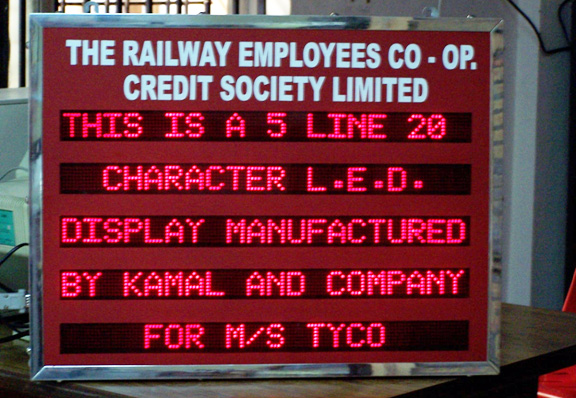 THE RAILWAY EMPLOYEES CO - OP.
CREDIT SOCIETY LIMITED
THIS IS A 5 LINE 20
CHARACTER L.E.D.
DISPLAY MANUFACTURED
BY KAMAL AND COMPANY
FOR M/S TYCO